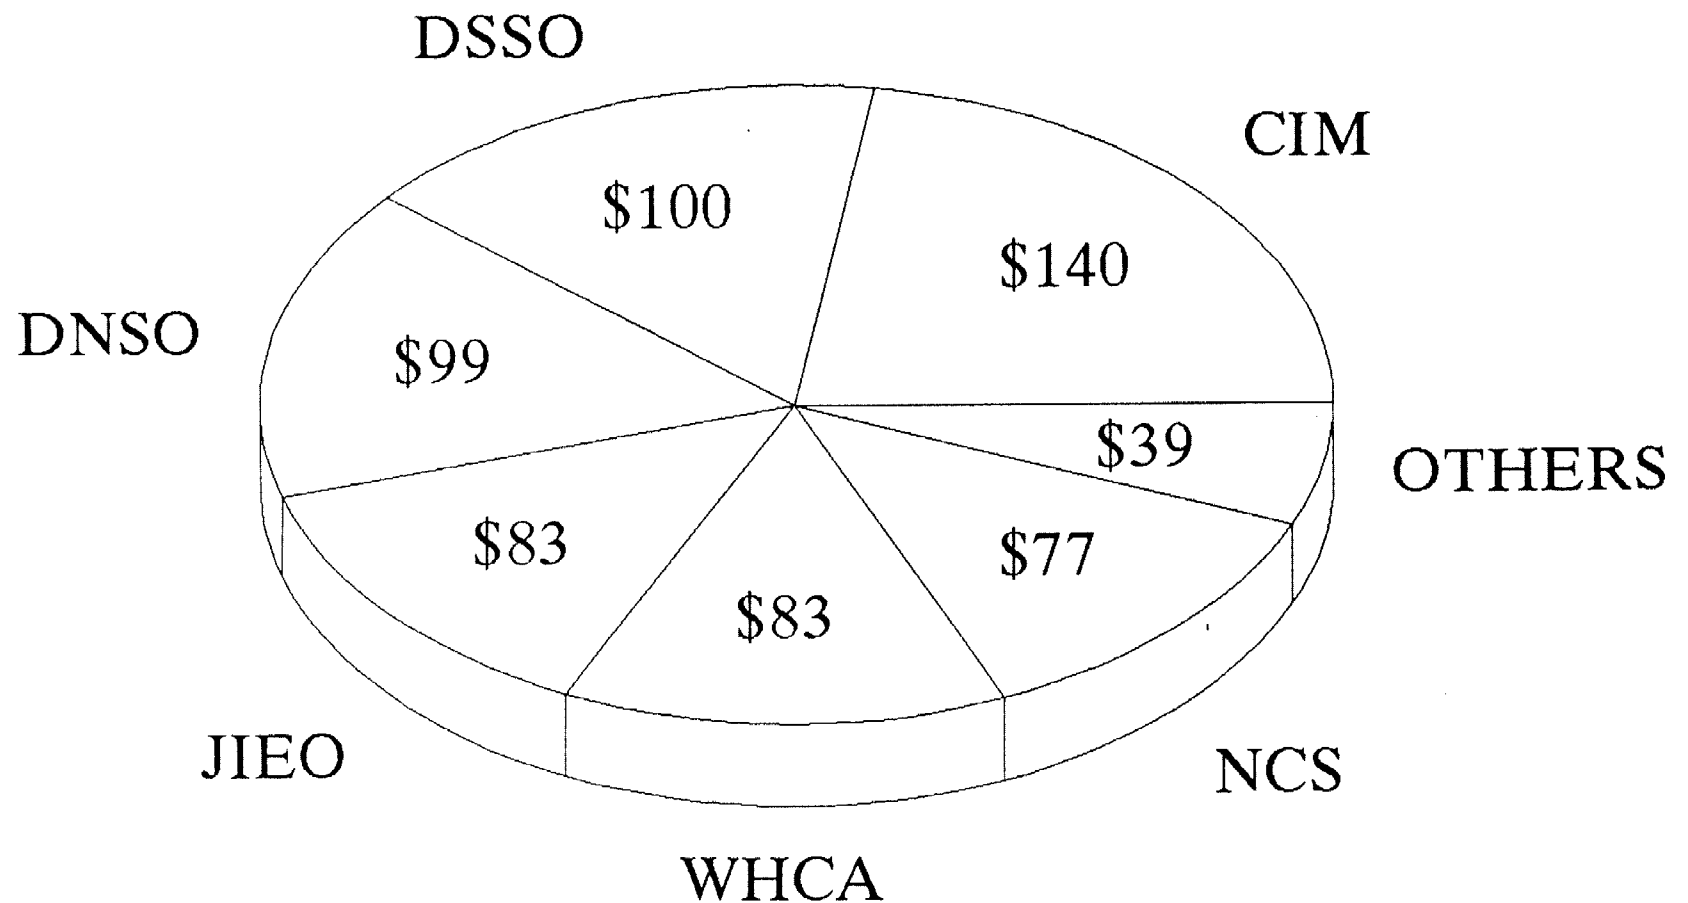 DSSO
CIM
$100
$140
DNSO
$99
$39
OTHERS
$83
$77
$83
JIEO
NCS
WHCA